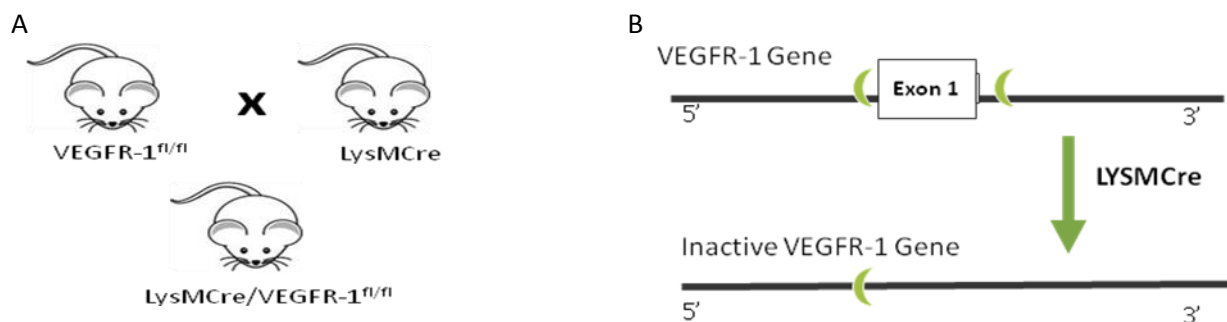 A
VEGFR-1fl/fl
x
LysMCre
LysMCre/VEGFR-1fl/fl
B
VEGFR-1 Gene
Exon 1
5’
3’
LYSMCre
Inactive VEGFR-1 Gene
5’
3’